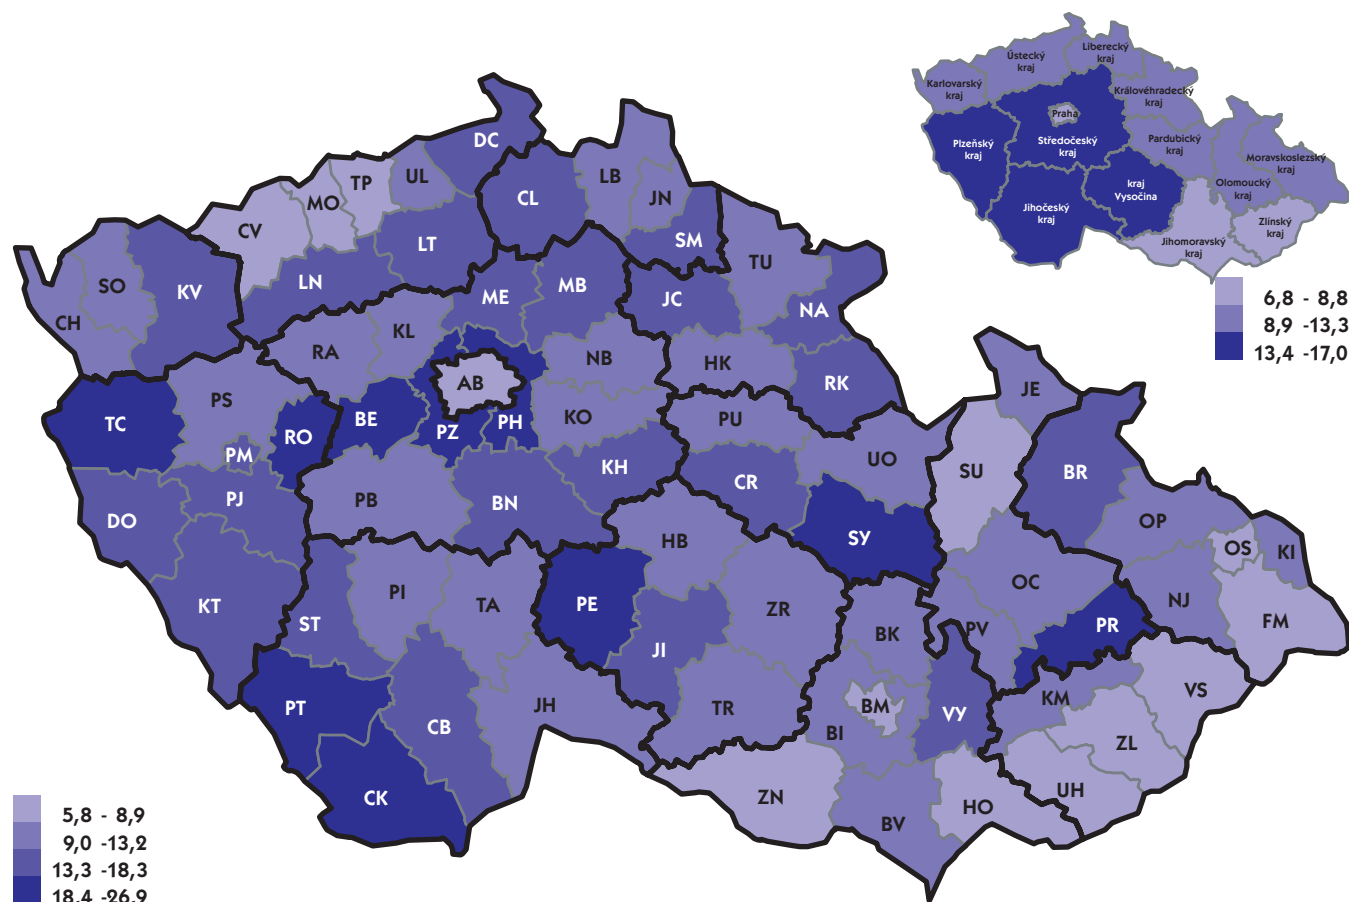 Liberecký
kraj
Ústecký
kraj
Karlovarský
kraj
Královéhradecký
kraj
Praha
Středočeský
kraj
Plzeňský
kraj
Pardubický
kraj
Moravskoslezský
kraj
Olomoucký
kraj
kraj
Vysočina
Jihočeský
kraj
Zlínský
kraj
Jihomoravský
kraj
6,8 - 8,8
8,9 -13,3
13,4 -17,0
DC
TP
UL
MO
CV
LB
JN
CL
SM
LT
LN
SO
KV
CH
TU
ME
MB
JC
NA
KL
RA
NB
HK
AB
RK
JE
PS
TC
RO
BE
PZ
PH
KO
PU
PM
UO
SU
BR
KH
CR
PJ
PB
BN
DO
OP
SY
HB
OS
KI
OC
PI
TA
PE
ZR
NJ
KT
ST
JI
BK
PV
PR
FM
PT
CB
JH
TR
BM
VY
KM
VS
BI
ZL
CK
ZN
BV
HO
UH
5,8 - 8,9
9,0 -13,2
13,3 -18,3
18,4 -26,9